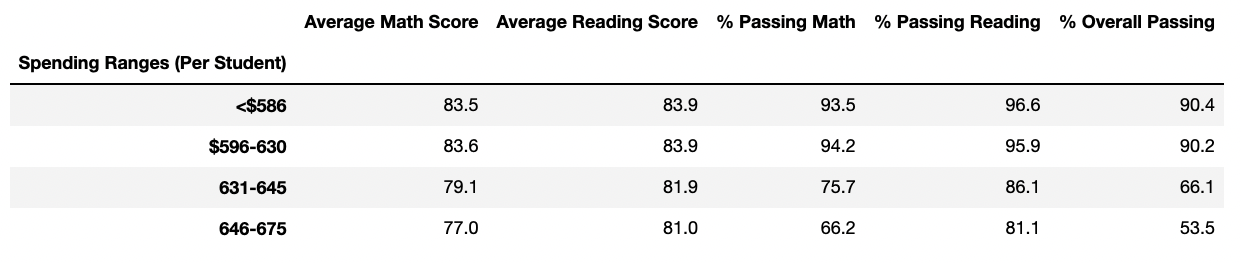 Average Math Score Average Reading Score % Passing Math % Passing Reading % Overall Passing
Spending Ranges (Per Student)
<$586 83.5 83.9 93.5 96.6 90.4
$596-630 83.6 83.9 94.2 95.9 90.2
631-645 79.1 81.9 75.7 86.1 66.1
646-675 77.0 81.0 66.2 81.1 53.5